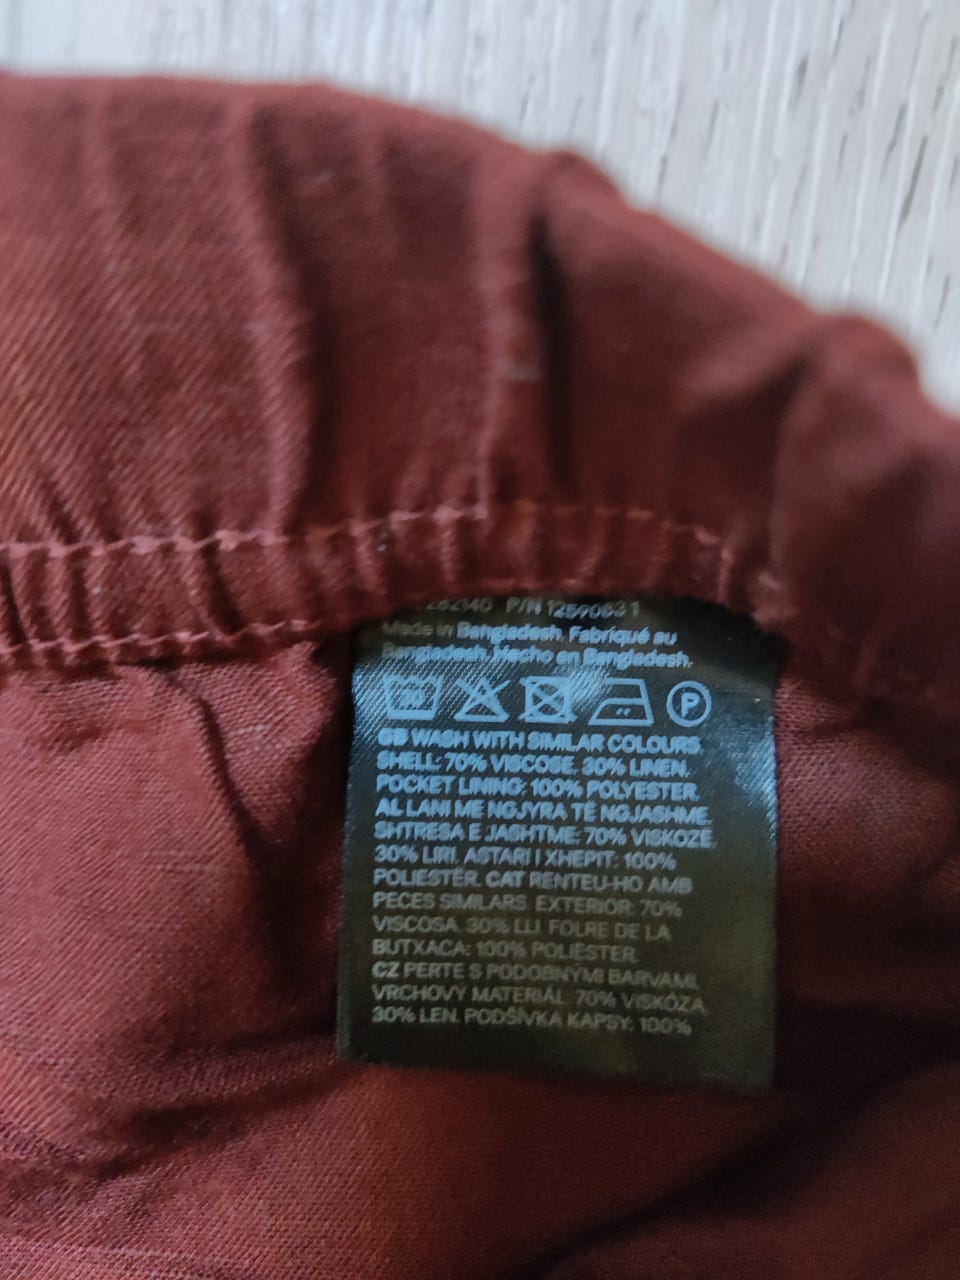 282140 P/N 12590831
Made in Bangladesh. Fabriqué au
Bangladesh. Hecho en Bangladesh.
P
GB WASH WITH SIMILAR COLOURS.
SHELL: 70% VISCOSE, 30% LINEN.
POCKET LINING: 100% POLYESTER.
AL LANI ME NGJYRA TË NGJASHME.
SHTRESA E JASHTME: 70% VISKOZË,
30% LIRI. ASTARI I XHEPIT: 100%
POLIESTËR. CAT RENTEU-HO AMB
PECES SIMILARS. EXTERIOR: 70%
VISCOSA, 30% LLI. FOLRE DE LA
BUTXACA: 100% POLIÈSTER.
CZ PERTE S PODOBNÝMI BARVAMI.
VRCHOVÝ MATERIÁL: 70% VISKÓZA,
30% LEN. PODŠÍVKA KAPSY: 100%